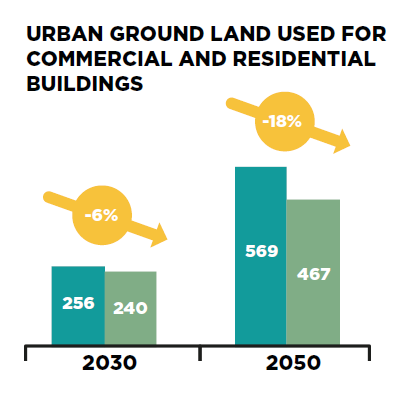 URBAN GROUND LAND USED FOR
COMMERCIAL AND RESIDENTIAL
BUILDINGS
-18%
-6%
569
467
256
240
2030
2050